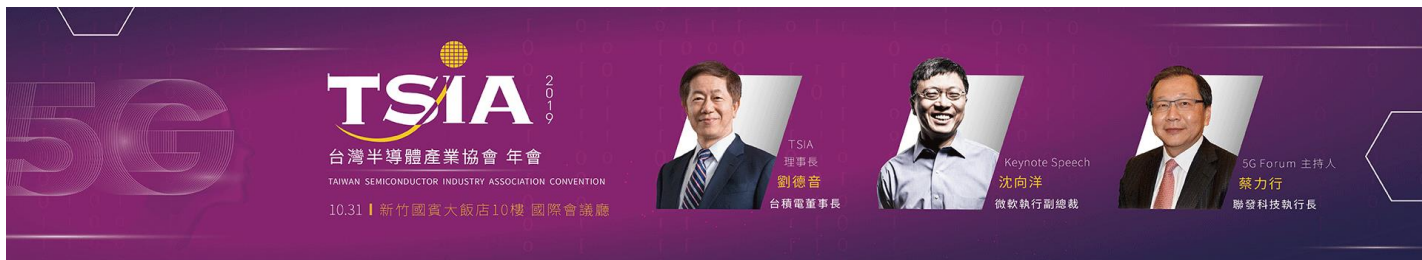 5G
TSIA
2019
台灣半導體產業協會 年會
TAIWAN SEMICONDUCTOR INDUSTRY ASSOCIATION CONVENTION
10.31 | 新竹國賓大飯店10樓 國際會議廳
TSIA
理事長
劉德音
台積電董事長
Keynote Speech
沈向洋
微軟執行副總裁
5G Forum 主持人
蔡力行
聯發科技執行長